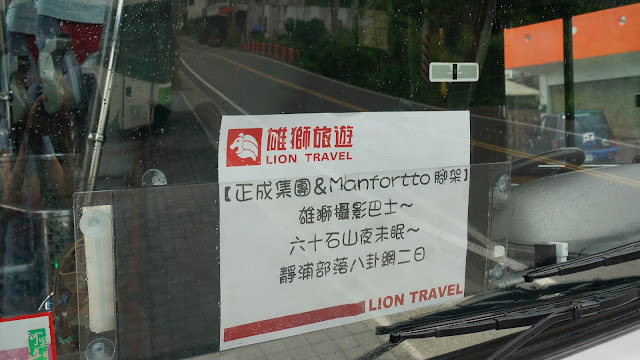 雄獅旅遊
LION TRAVEL
【正成集團&Manfortto腳架】
雄獅攝影巴士~
六十石山夜未眠~
靜浦部落八卦網二日
LION TRAVEL